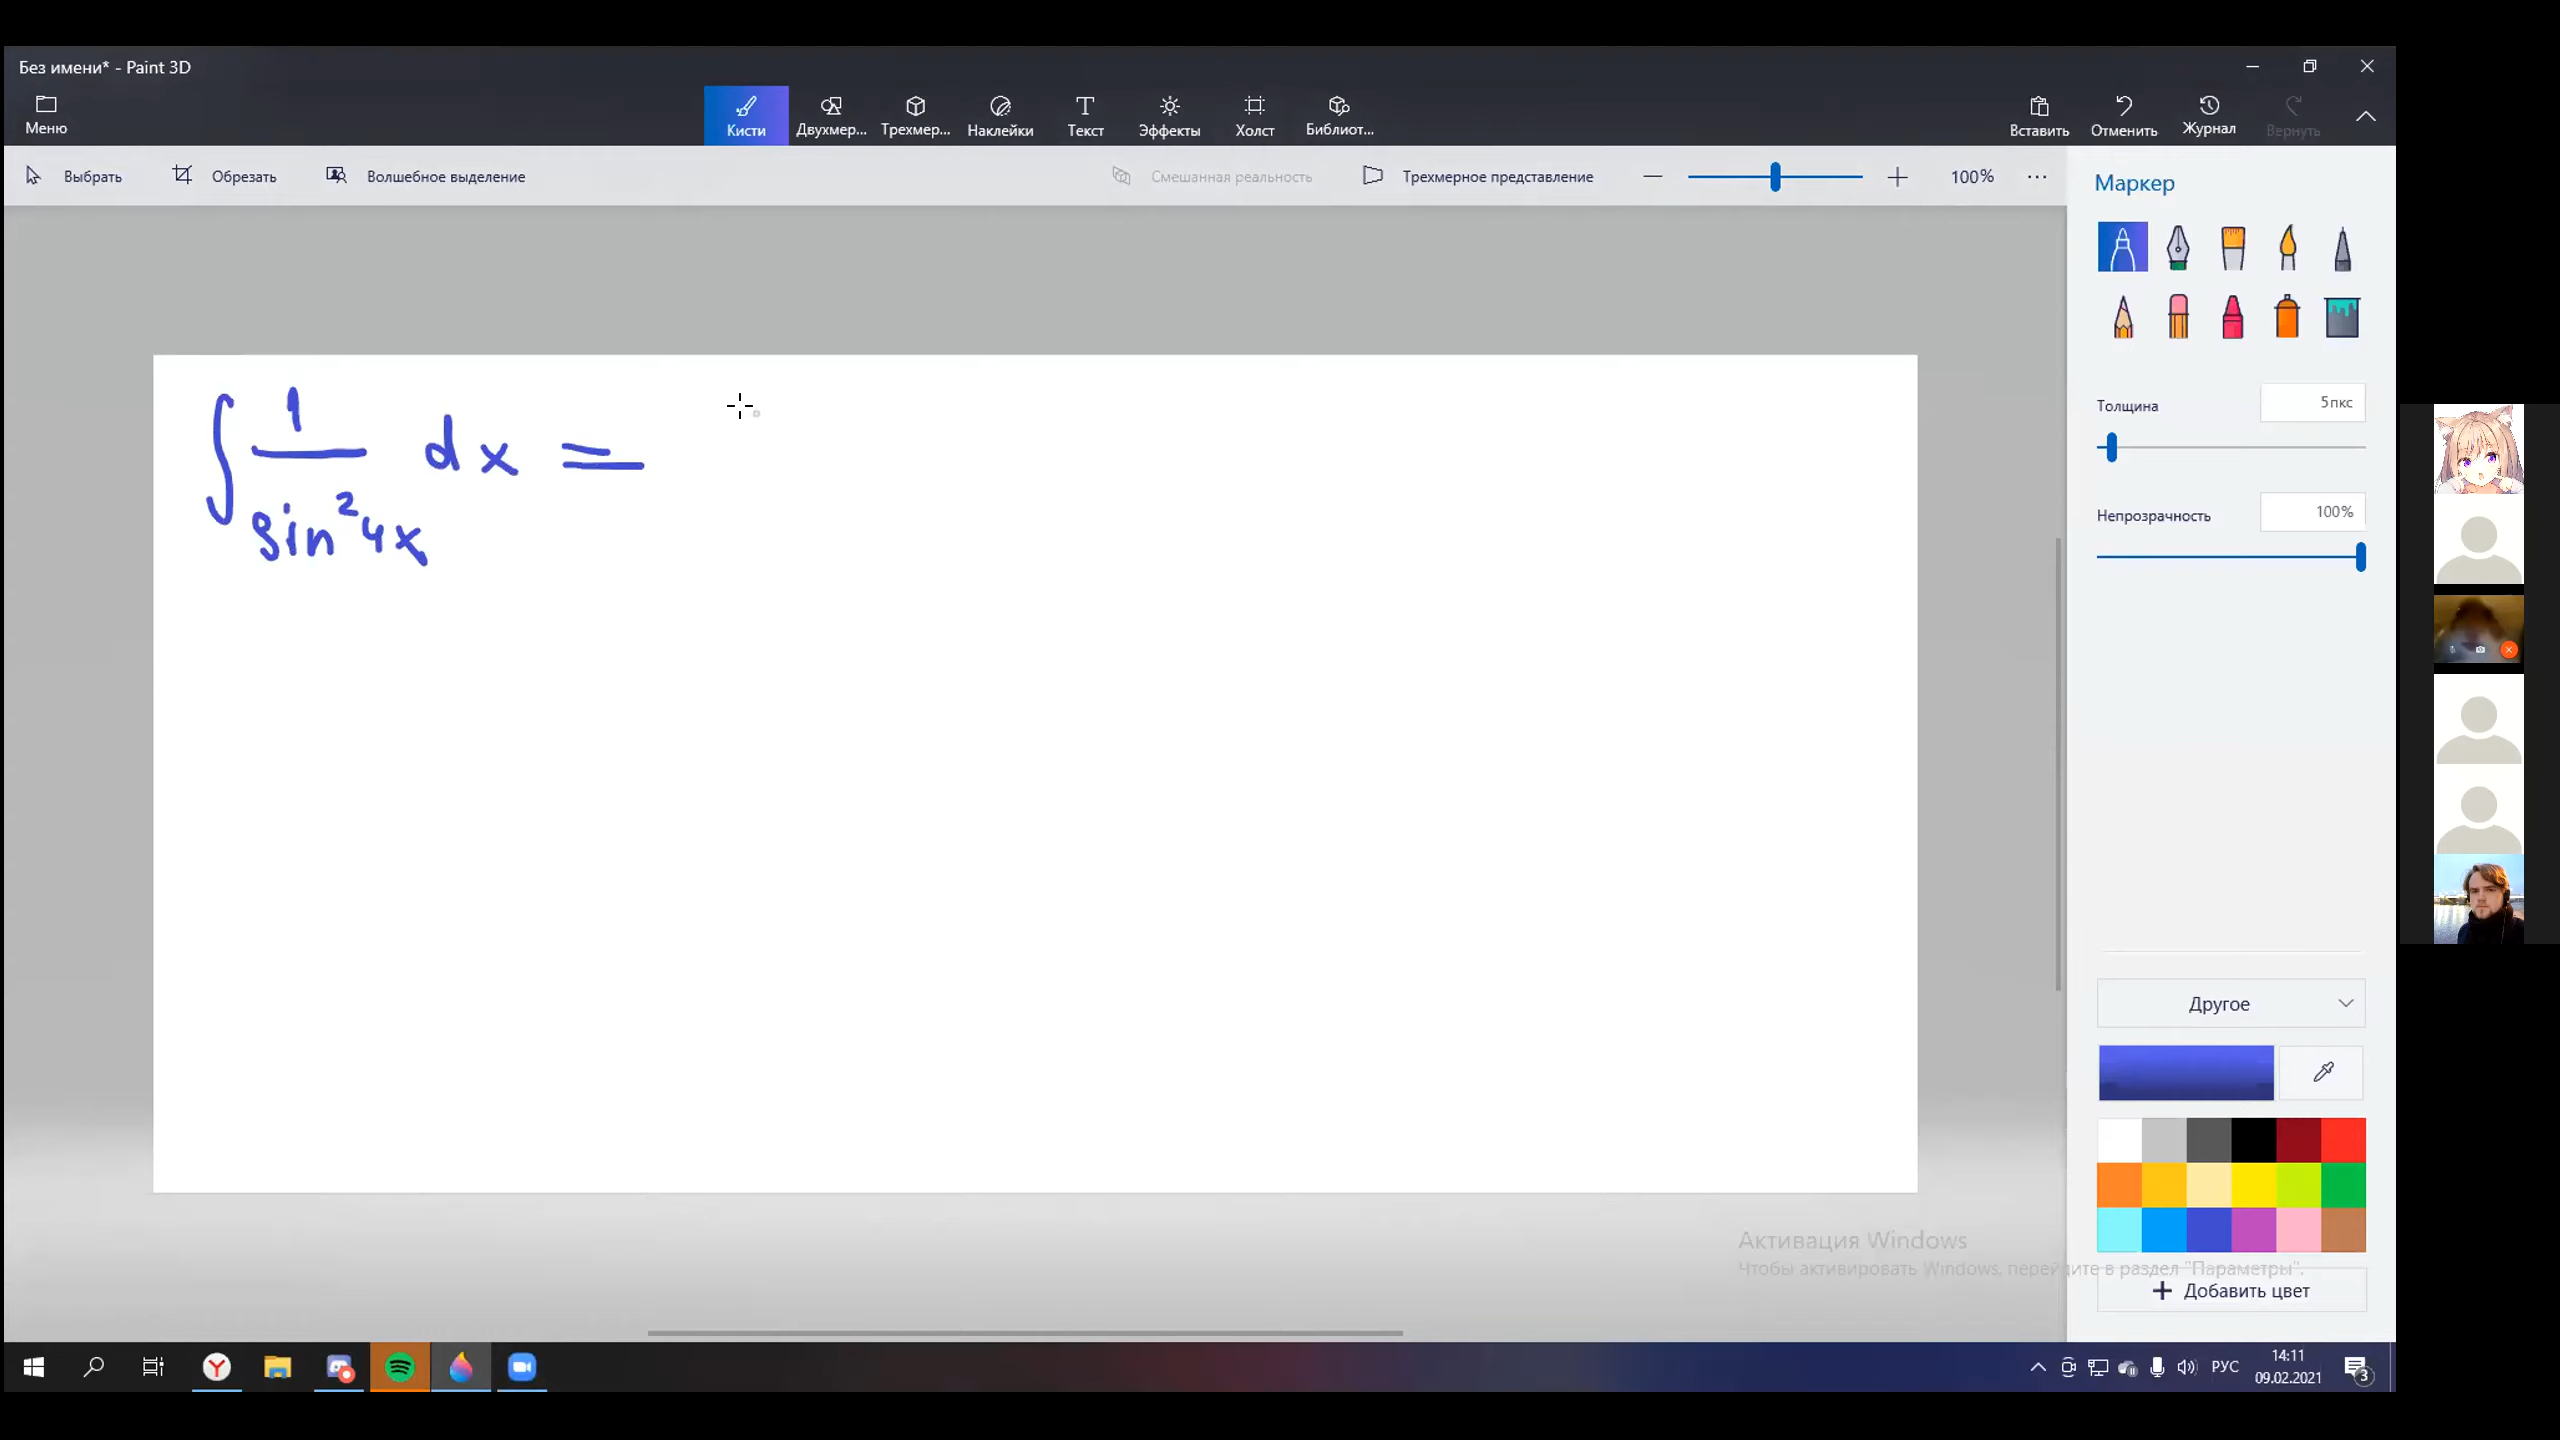 Без имени* - Paint 3D
Меню
Кисти
Двухмер...
Трехмер...
Наклейки
Текст
Эффекты
Холст
Библиот...
Вставить
Отменить
Журнал
Вернуть
Выбрать
Обрезать
Волшебное выделение
Смешанная реальность
Трехмерное представление
100%
Маркер
Толщина
5пкс
Непрозрачность
100%
∫ 1 dx =
sin²4x
Другое
Активация Windows
Чтобы активировать Windows, перейдите в раздел "Параметры".
Добавить цвет
РУС
14:11
09.02.2021
3